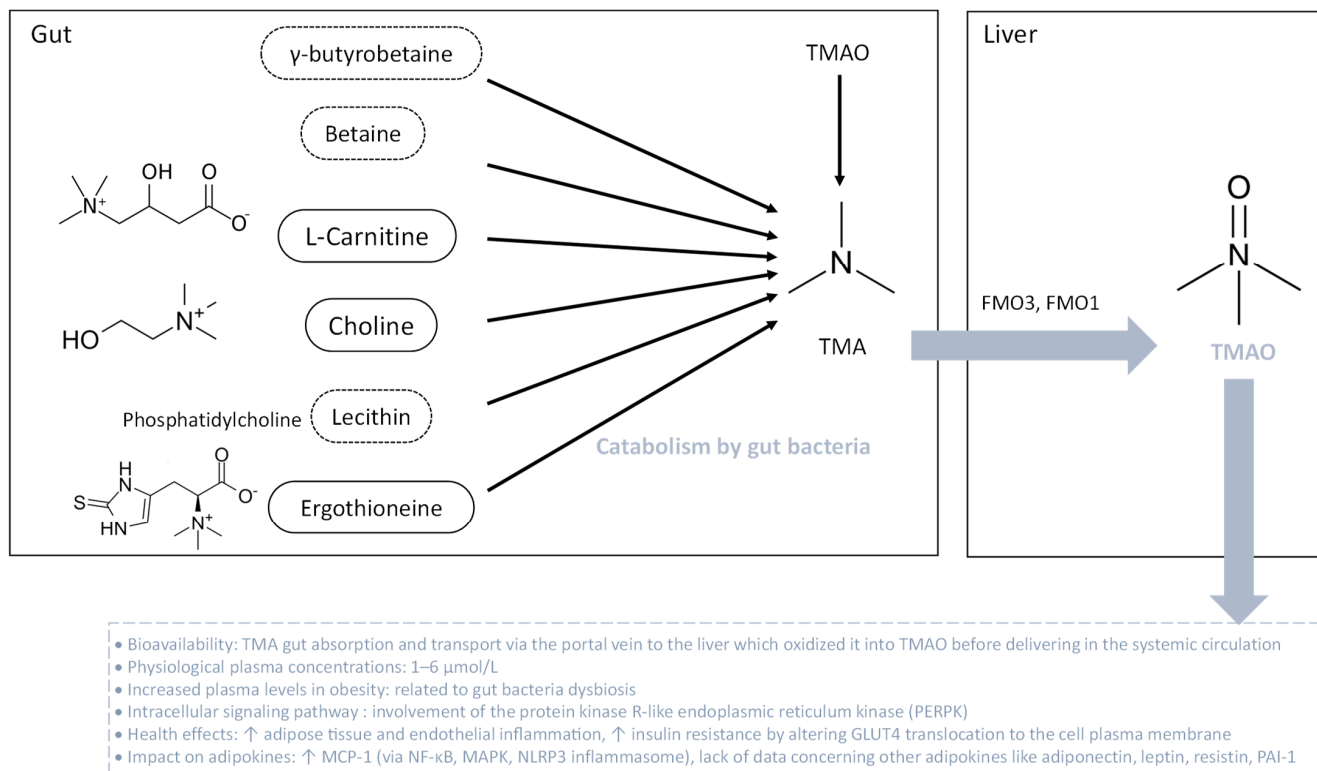 Gut
Liver
γ-butyrobetaine
TMAO
Betaine
OH
O
N+
O-
L-Carnitine
O
N
N
FMO3, FMO1
HO
N+
Choline
TMA
TMAO
Phosphatidylcholine
Lecithin
Catabolism by gut bacteria
H
N
O
S
O-
HN
N+
Ergothioneine
• Bioavailability: TMA gut absorption and transport via the portal vein to the liver which oxidized it into TMAO before delivering in the systemic circulation
• Physiological plasma concentrations: 1–6 µmol/L
• Increased plasma levels in obesity: related to gut bacteria dysbiosis
• Intracellular signaling pathway : involvement of the protein kinase R-like endoplasmic reticulum kinase (PERPK)
• Health effects: ↑ adipose tissue and endothelial inflammation, ↑ insulin resistance by altering GLUT4 translocation to the cell plasma membrane
• Impact on adipokines: ↑ MCP-1 (via NF-κB, MAPK, NLRP3 inflammasome), lack of data concerning other adipokines like adiponectin, leptin, resistin, PAI-1